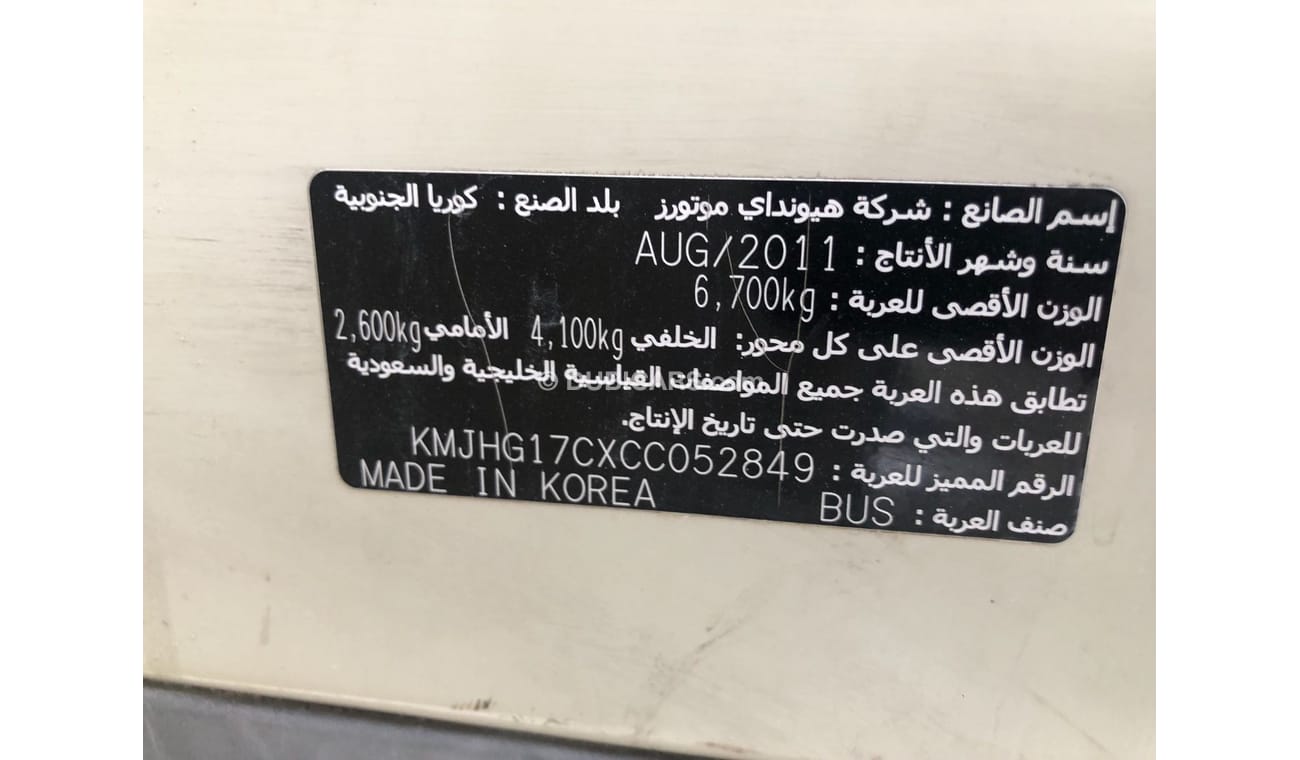 إسم الصانع : شركة هيونداي موتورز بلد الصنع : كوريا الجنوبية
سنة وشهر الأنتاج : AUG/2011
الوزن الأقصى للعربة : 6,700kg
الوزن الأقصى على كل محور: الخلفي 4,100kg الأمامي 2,600kg
تطابق هذه العربة جميع المواصفات القياسية الخليجية والسعودية
© DUBICARS.com
للعربات والتي صدرت حتى تاريخ الإنتاج.
الرقم المميز للعربة : KMJHG17CXCC052849
صنف العربة : BUS MADE IN KOREA